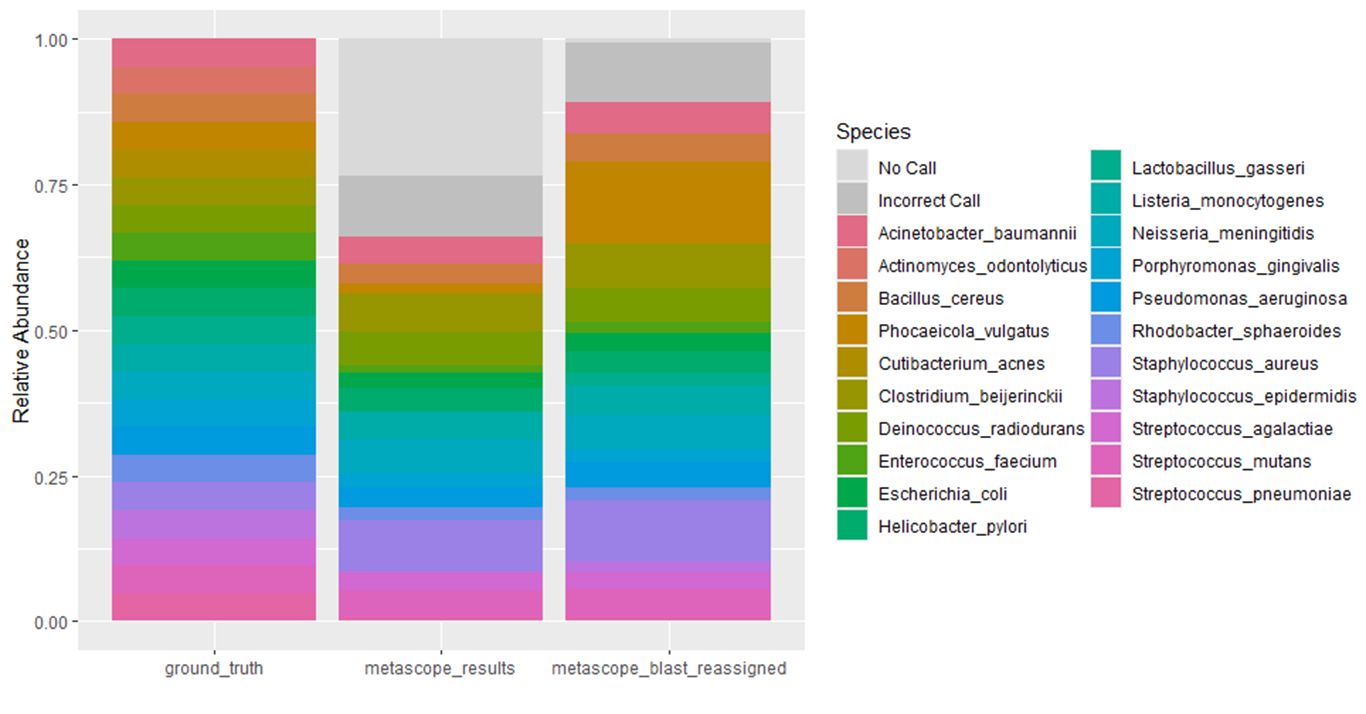 1.00
0.75
0.50
0.25
0.00
Relative Abundance
ground_truth
metascope_results
metascope_blast_reassigned
Species
No Call
Incorrect Call
Acinetobacter_baumannii
Actinomyces_odontolyticus
Bacillus_cereus
Phocaeicola_vulgatus
Cutibacterium_acnes
Clostridium_beijerinckii
Deinococcus_radiodurans
Enterococcus_faecium
Escherichia_coli
Helicobacter_pylori
Lactobacillus_gasseri
Listeria_monocytogenes
Neisseria_meningitidis
Porphyromonas_gingivalis
Pseudomonas_aeruginosa
Rhodobacter_sphaeroides
Staphylococcus_aureus
Staphylococcus_epidermidis
Streptococcus_agalactiae
Streptococcus_mutans
Streptococcus_pneumoniae